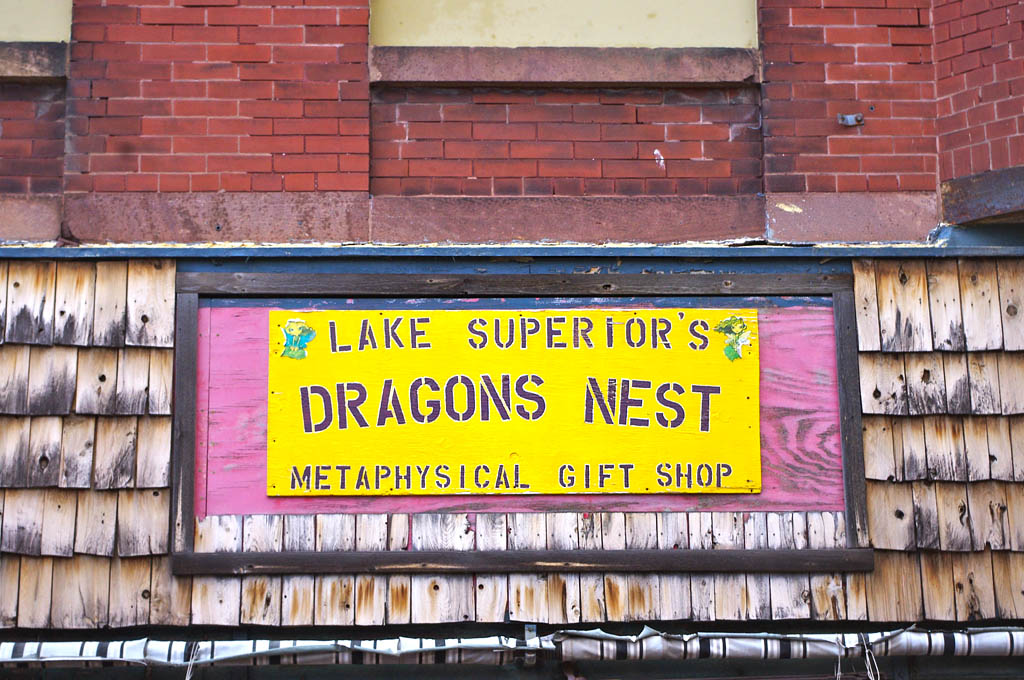 LAKE SUPERIOR'S
DRAGONS NEST
METAPHYSICAL GIFT SHOP